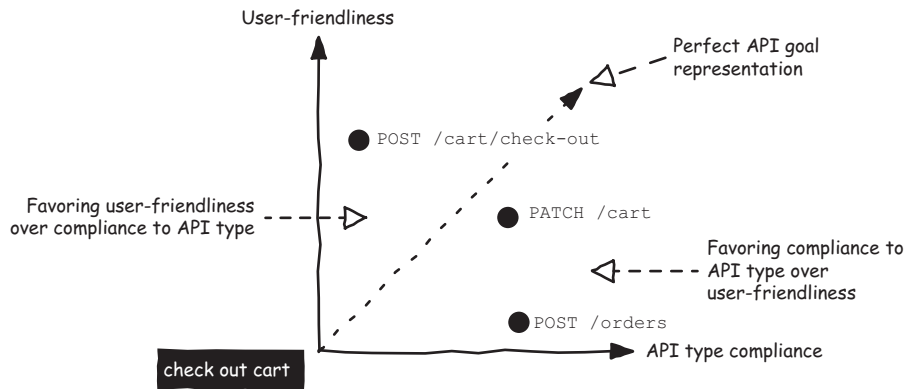 User-friendliness
Perfect API goal
representation
POST /cart/check-out
Favoring user-friendliness
over compliance to API type
PATCH /cart
Favoring compliance to
API type over
user-friendliness
POST /orders
check out cart
API type compliance